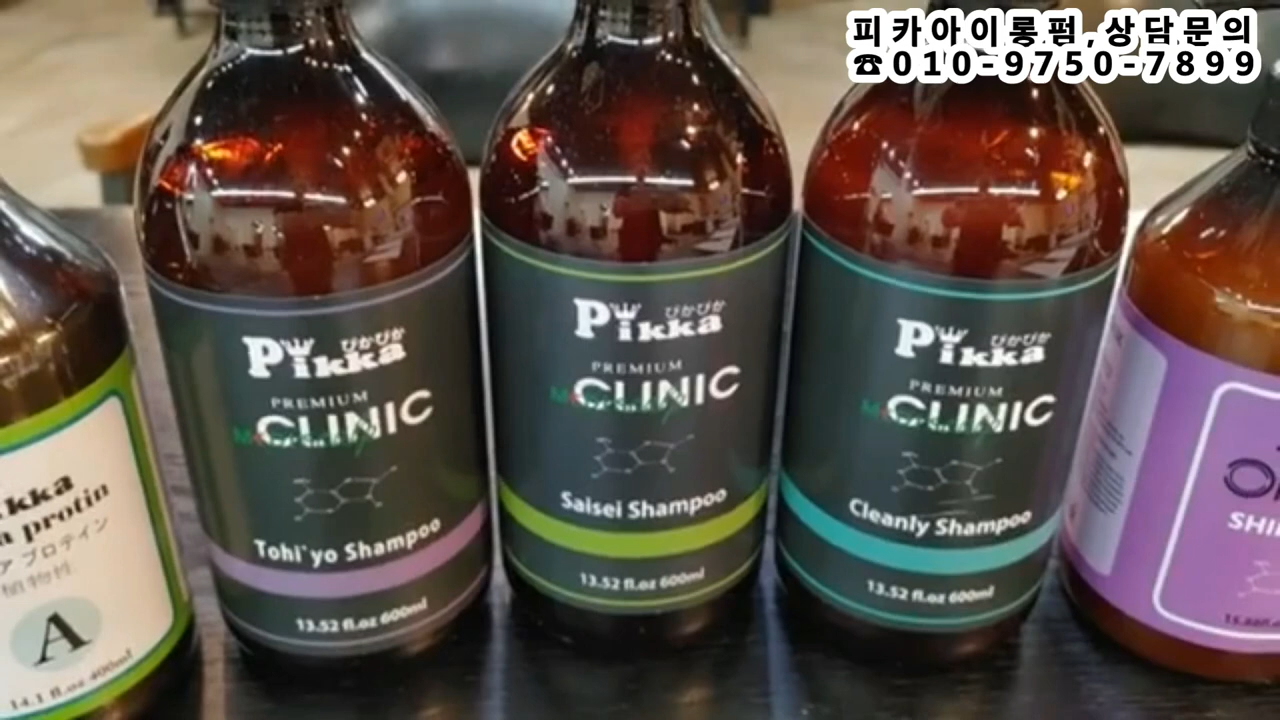 피카아이롱펌,상담문의
☎010-9750-7899
Pikka ぴかぴか
PREMIUM
CLINIC
Tohi'yo Shampoo
13.52 fl.oz 600ml
Pikka ぴかぴか
PREMIUM
CLINIC
Salsei Shampoo
13.52 fl.oz 600ml
Pikka ぴかぴか
PREMIUM
CLINIC
Cleanly Shampoo
13.52 fl.oz 600ml
protin
プロテイン
植物性
A
14.1 fl.oz 400ml